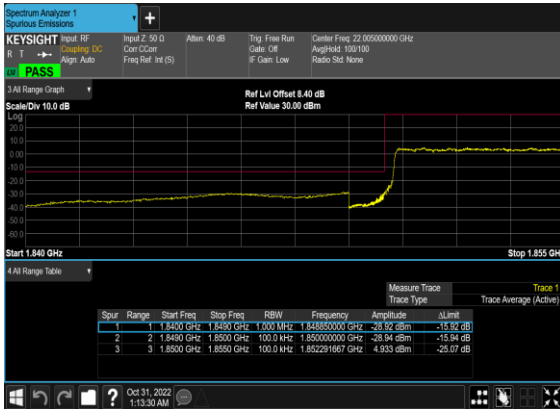 Spectrum Analyzer 1
Spurious Emissions
+
KEYSIGHT Input: RF Input Z: 50 Ω Atten: 40 dB Trig: Free Run Center Freq: 22.005000000 GHz
R T Coupling: DC Corr CCorr Gate: Off Avg|Hold: 100/100
Align: Auto Freq Ref: Int (S) IF Gain: Low Radio Std: None
LXI PASS
3 All Range Graph
Ref Lvl Offset 8.40 dB
Scale/Div 10.0 dB Ref Value 30.00 dBm
Log
20.0
10.0
0.00
-10.0
-20.0
-30.0
-40.0
-50.0
-60.0
Start 1.840 GHz Stop 1.855 GH
4 All Range Table
Measure Trace Trace 1
Trace Type Trace Average (Active)
Spur Range Start Freq Stop Freq RBW Frequency Amplitude ΔLimit
1 1 1.8400 GHz 1.8490 GHz 1.000 MHz 1.848850000 GHz -28.92 dBm -15.92 dB
2 2 1.8490 GHz 1.8500 GHz 100.0 kHz 1.850000000 GHz -28.94 dBm -15.94 dB
3 3 1.8500 GHz 1.8550 GHz 100.0 kHz 1.852291667 GHz 4.933 dBm -25.07 dB
? Oct 31, 2022
1:13:30 AM